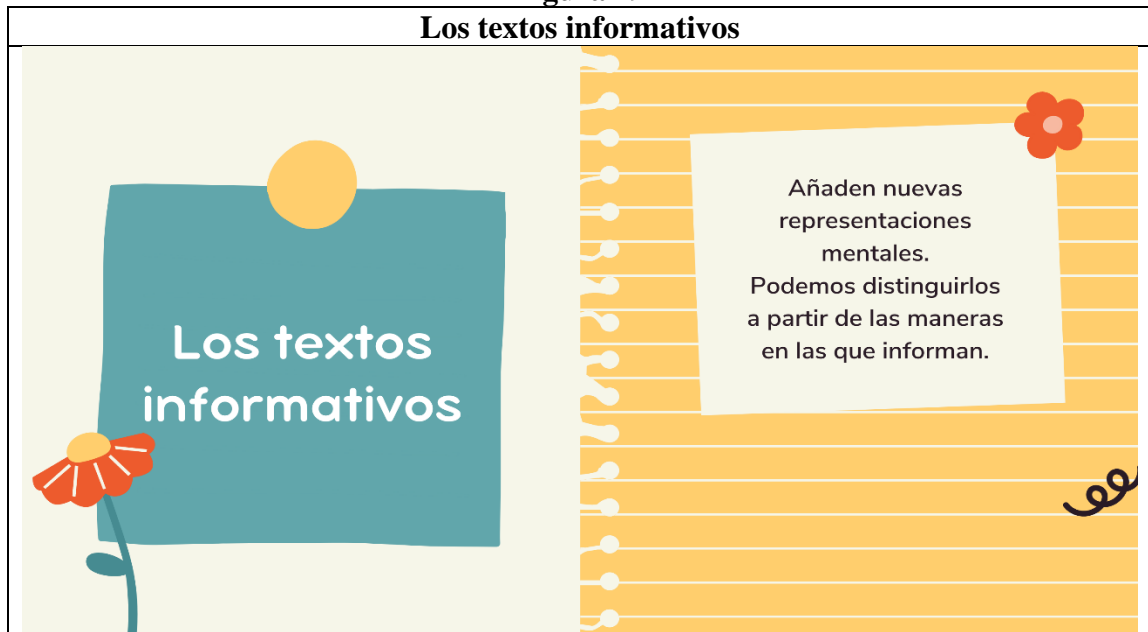 Los textos informativos
Los textos
informativos
Añaden nuevas
representaciones
mentales.
Podemos distinguirlos
a partir de las maneras
en las que informan.